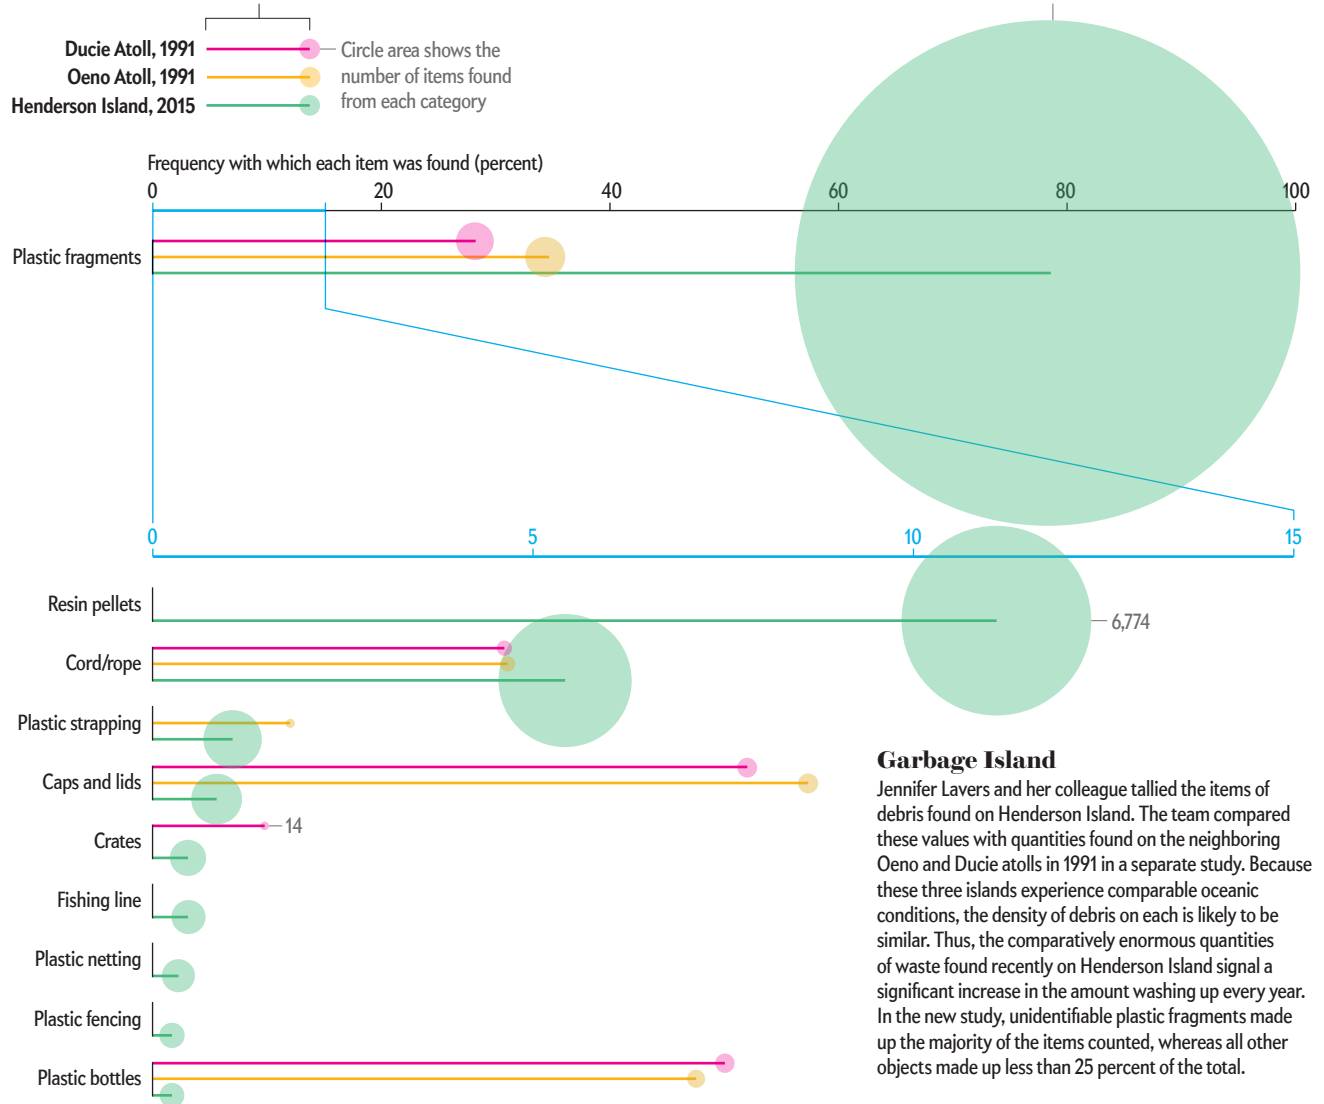 Ducie Atoll, 1991
Oeno Atoll, 1991
Henderson Island, 2015
Circle area shows the
number of items found
from each category
Frequency with which each item was found (percent)
0 20 40 60 80 100
Plastic fragments
0 5 10 15
Resin pellets
6,774
Cord/rope
Plastic strapping
Caps and lids
Crates
14
Fishing line
Plastic netting
Plastic fencing
Plastic bottles
Garbage Island
Jennifer Lavers and her colleague tallied the items of
debris found on Henderson Island. The team compared
these values with quantities found on the neighboring
Oeno and Ducie atolls in 1991 in a separate study. Because
these three islands experience comparable oceanic
conditions, the density of debris on each is likely to be
similar. Thus, the comparatively enormous quantities
of waste found recently on Henderson Island signal a
significant increase in the amount washing up every year.
In the new study, unidentifiable plastic fragments made
up the majority of the items counted, whereas all other
objects made up less than 25 percent of the total.